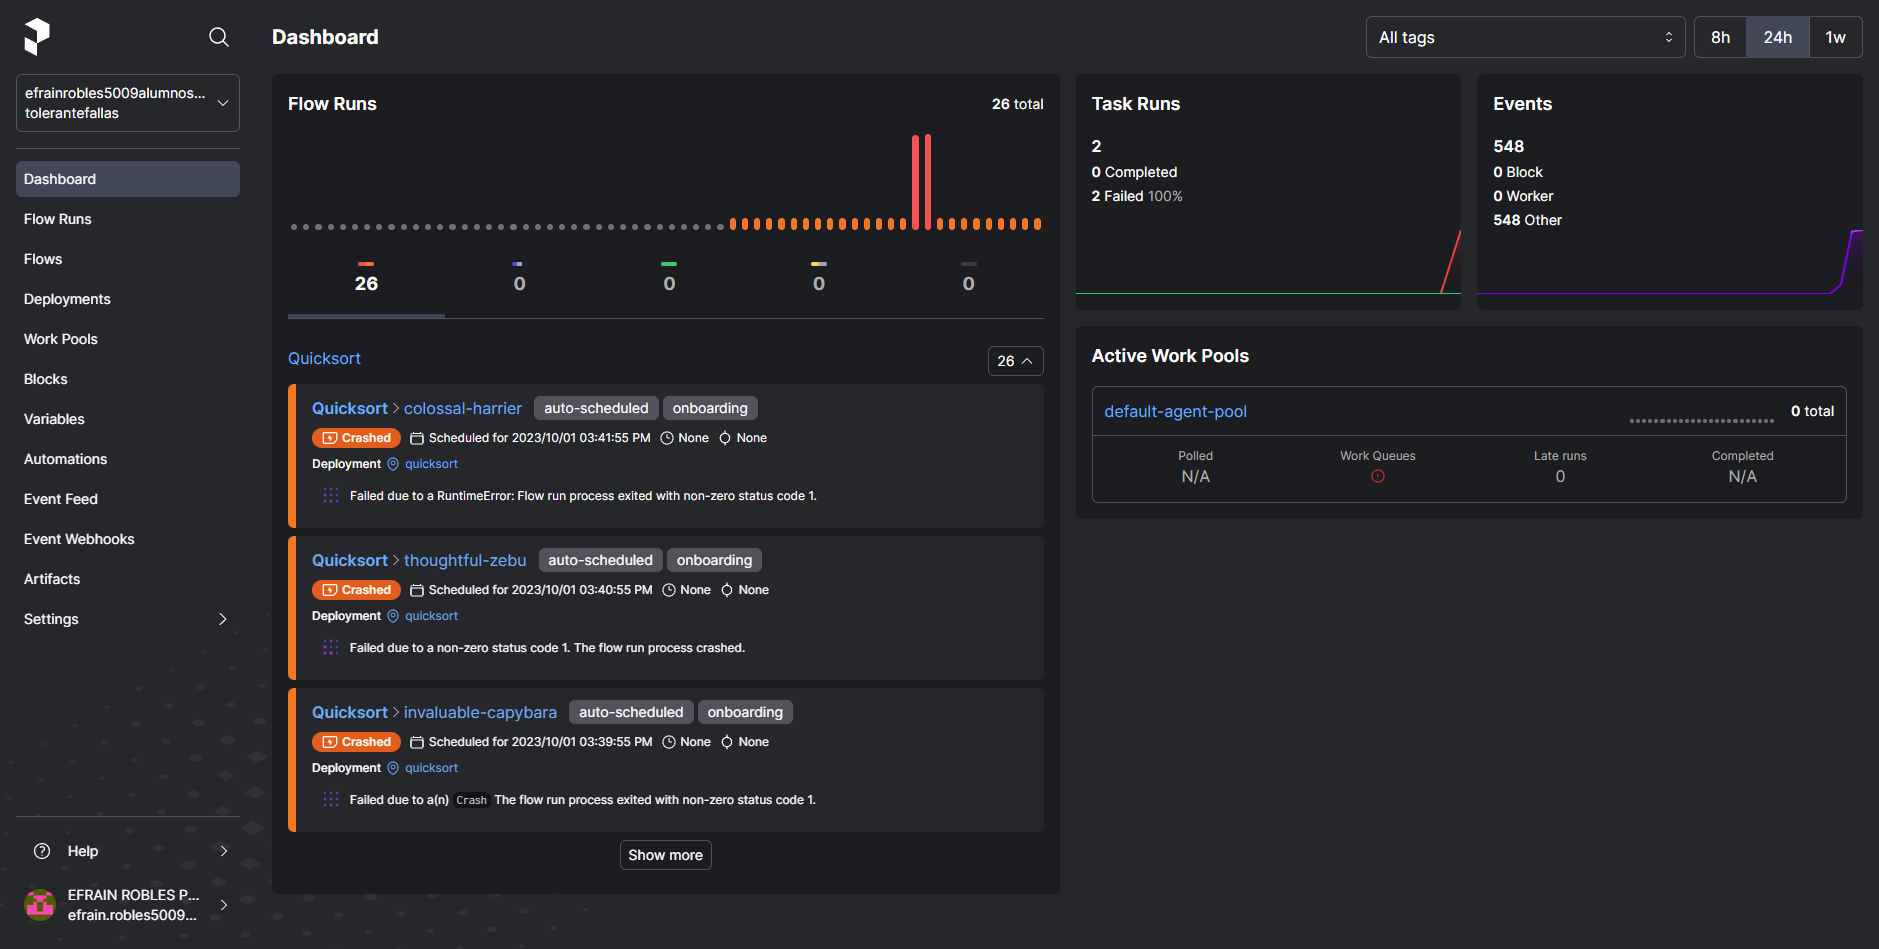 Dashboard
All tags
8h
24h
1w
efrainrobles5009alumnos...
tolerantefallas
Dashboard
Flow Runs
Flows
Deployments
Work Pools
Blocks
Variables
Automations
Event Feed
Event Webhooks
Artifacts
Settings
Help
EFRAIN ROBLES P...
efrain.robles5009...
Flow Runs
26 total
26
0
0
0
0
Quicksort
26
Quicksort > colossal-harrier auto-scheduled onboarding
Crashed Scheduled for 2023/10/01 03:41:55 PM None None
Deployment quicksort
Failed due to a RuntimeError: Flow run process exited with non-zero status code 1.
Quicksort > thoughtful-zebu auto-scheduled onboarding
Crashed Scheduled for 2023/10/01 03:40:55 PM None None
Deployment quicksort
Failed due to a non-zero status code 1. The flow run process crashed.
Quicksort > invaluable-capybara auto-scheduled onboarding
Crashed Scheduled for 2023/10/01 03:39:55 PM None None
Deployment quicksort
Failed due to a(n) Crash The flow run process exited with non-zero status code 1.
Show more
Task Runs
2
0 Completed
2 Failed 100%
Events
548
0 Block
0 Worker
548 Other
Active Work Pools
default-agent-pool
0 total
Polled
N/A
Work Queues
Late runs
0
Completed
N/A